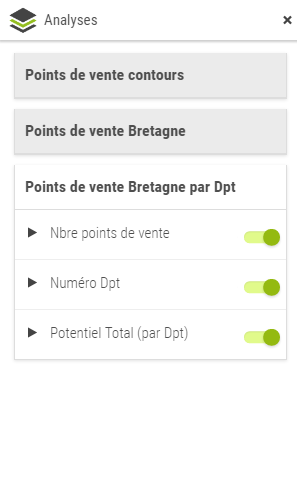 Analyses
Points de vente contours
Points de vente Bretagne
Points de vente Bretagne par Dpt
Nbre points de vente
Numéro Dpt
Potentiel Total (par Dpt)